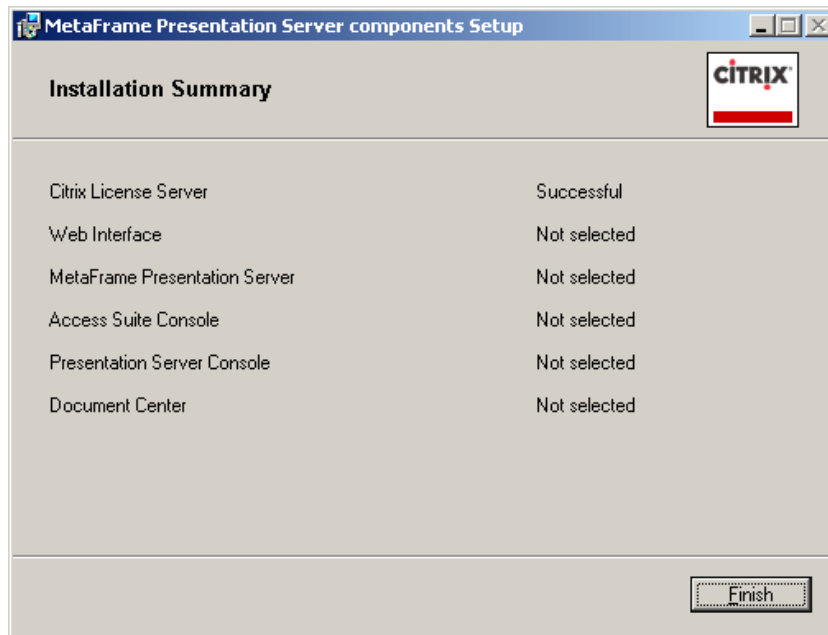 MetaFrame Presentation Server components Setup
Installation Summary
CITRIX
Citrix License Server Successful
Web Interface Not selected
MetaFrame Presentation Server Not selected
Access Suite Console Not selected
Presentation Server Console Not selected
Document Center Not selected
Finish